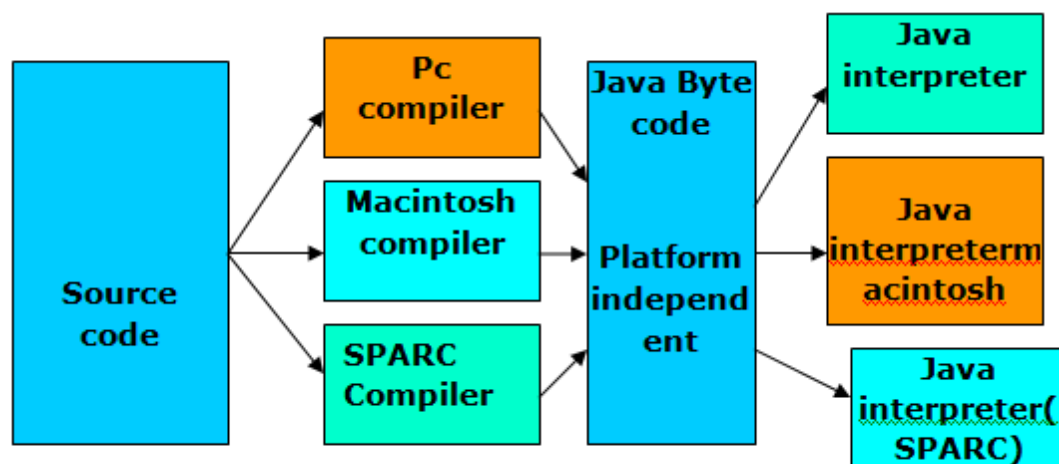 Source
code
Pc
compiler
Macintosh
compiler
SPARC
Compiler
Java Byte
code
Platform
independ
ent
Java
interpreter
Java
interpreterm
acintosh
Java
interpreter(
SPARC)